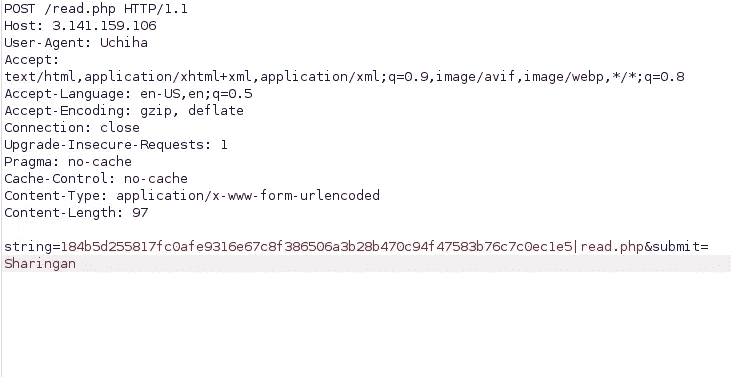 POST /read.php HTTP/1.1
Host: 3.141.159.106
User-Agent: Uchiha
Accept:
text/html,application/xhtml+xml,application/xml;q=0.9,image/avif,image/webp,*/*;q=0.8
Accept-Language: en-US,en;q=0.5
Accept-Encoding: gzip, deflate
Connection: close
Upgrade-Insecure-Requests: 1
Pragma: no-cache
Cache-Control: no-cache
Content-Type: application/x-www-form-urlencoded
Content-Length: 97

string=184b5d255817fc0afe9316e67c8f386506a3b28b470c94f47583b76c7c0ec1e5|read.php&submit=
Sharingan